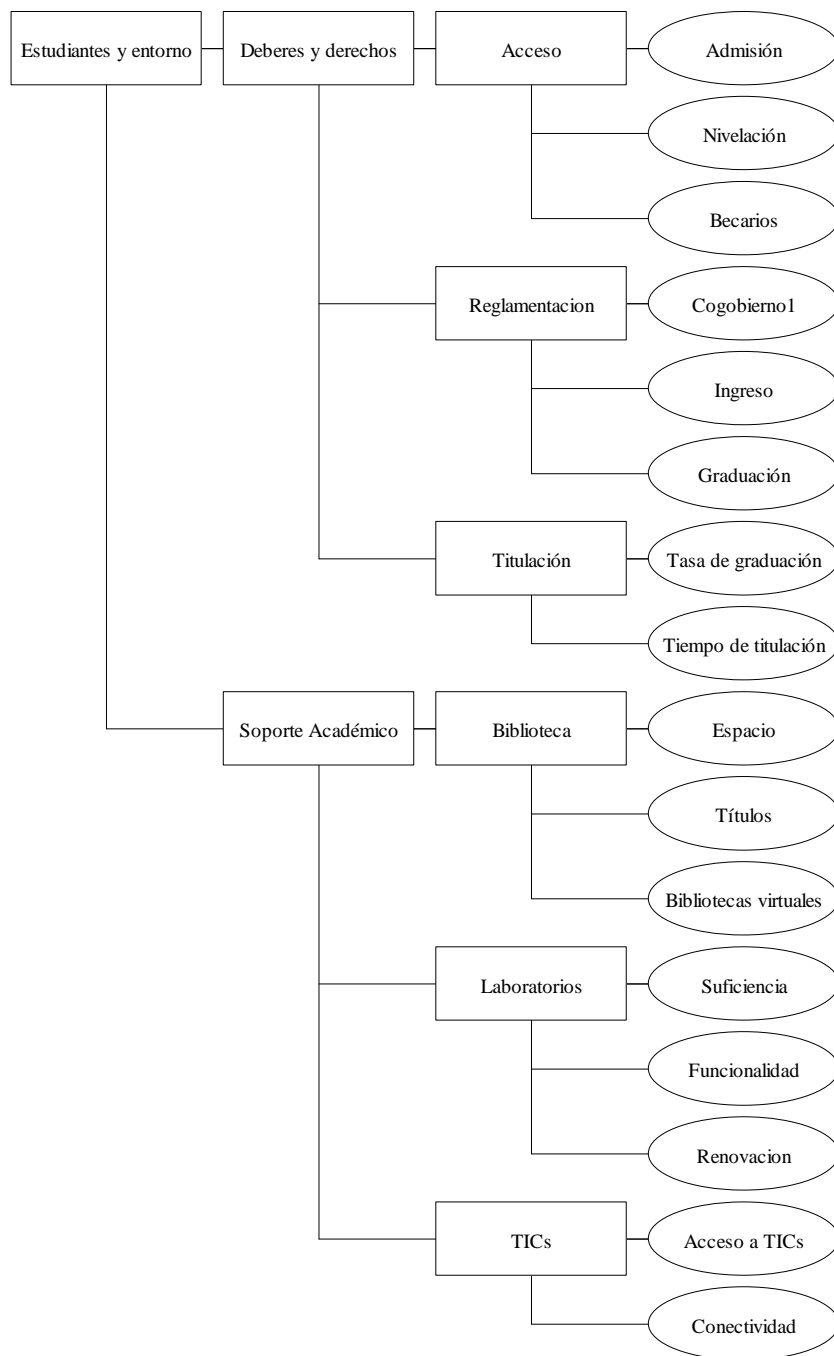 Estudiantes y entorno
Deberes y derechos
Acceso
Admisión
Nivelación
Becarios
Reglamentacion
Cogobierno1
Ingreso
Graduación
Titulación
Tasa de graduación
Tiempo de titulación
Soporte Académico
Biblioteca
Espacio
Títulos
Bibliotecas virtuales
Laboratorios
Suficiencia
Funcionalidad
Renovacion
TICs
Acceso a TICs
Conectividad